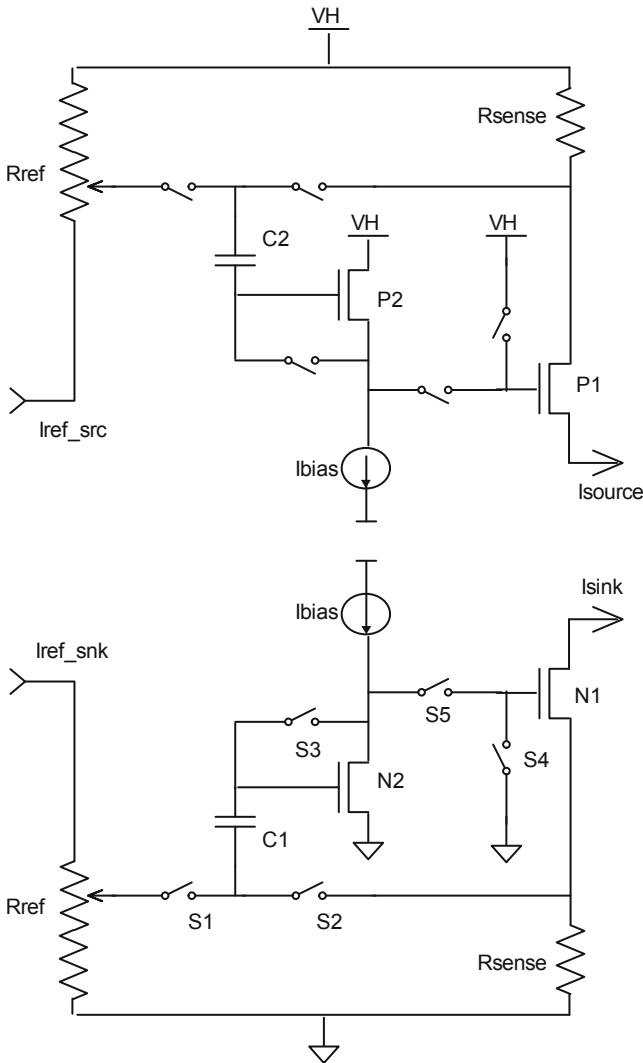 VH
Rsense
Rref
C2
VH
VH
P2
P1
Iref_src
Ibias
Isource
Isink
Ibias
Iref_snk
N1
S5
S3
S4
N2
C1
Rref
S1
S2
Rsense